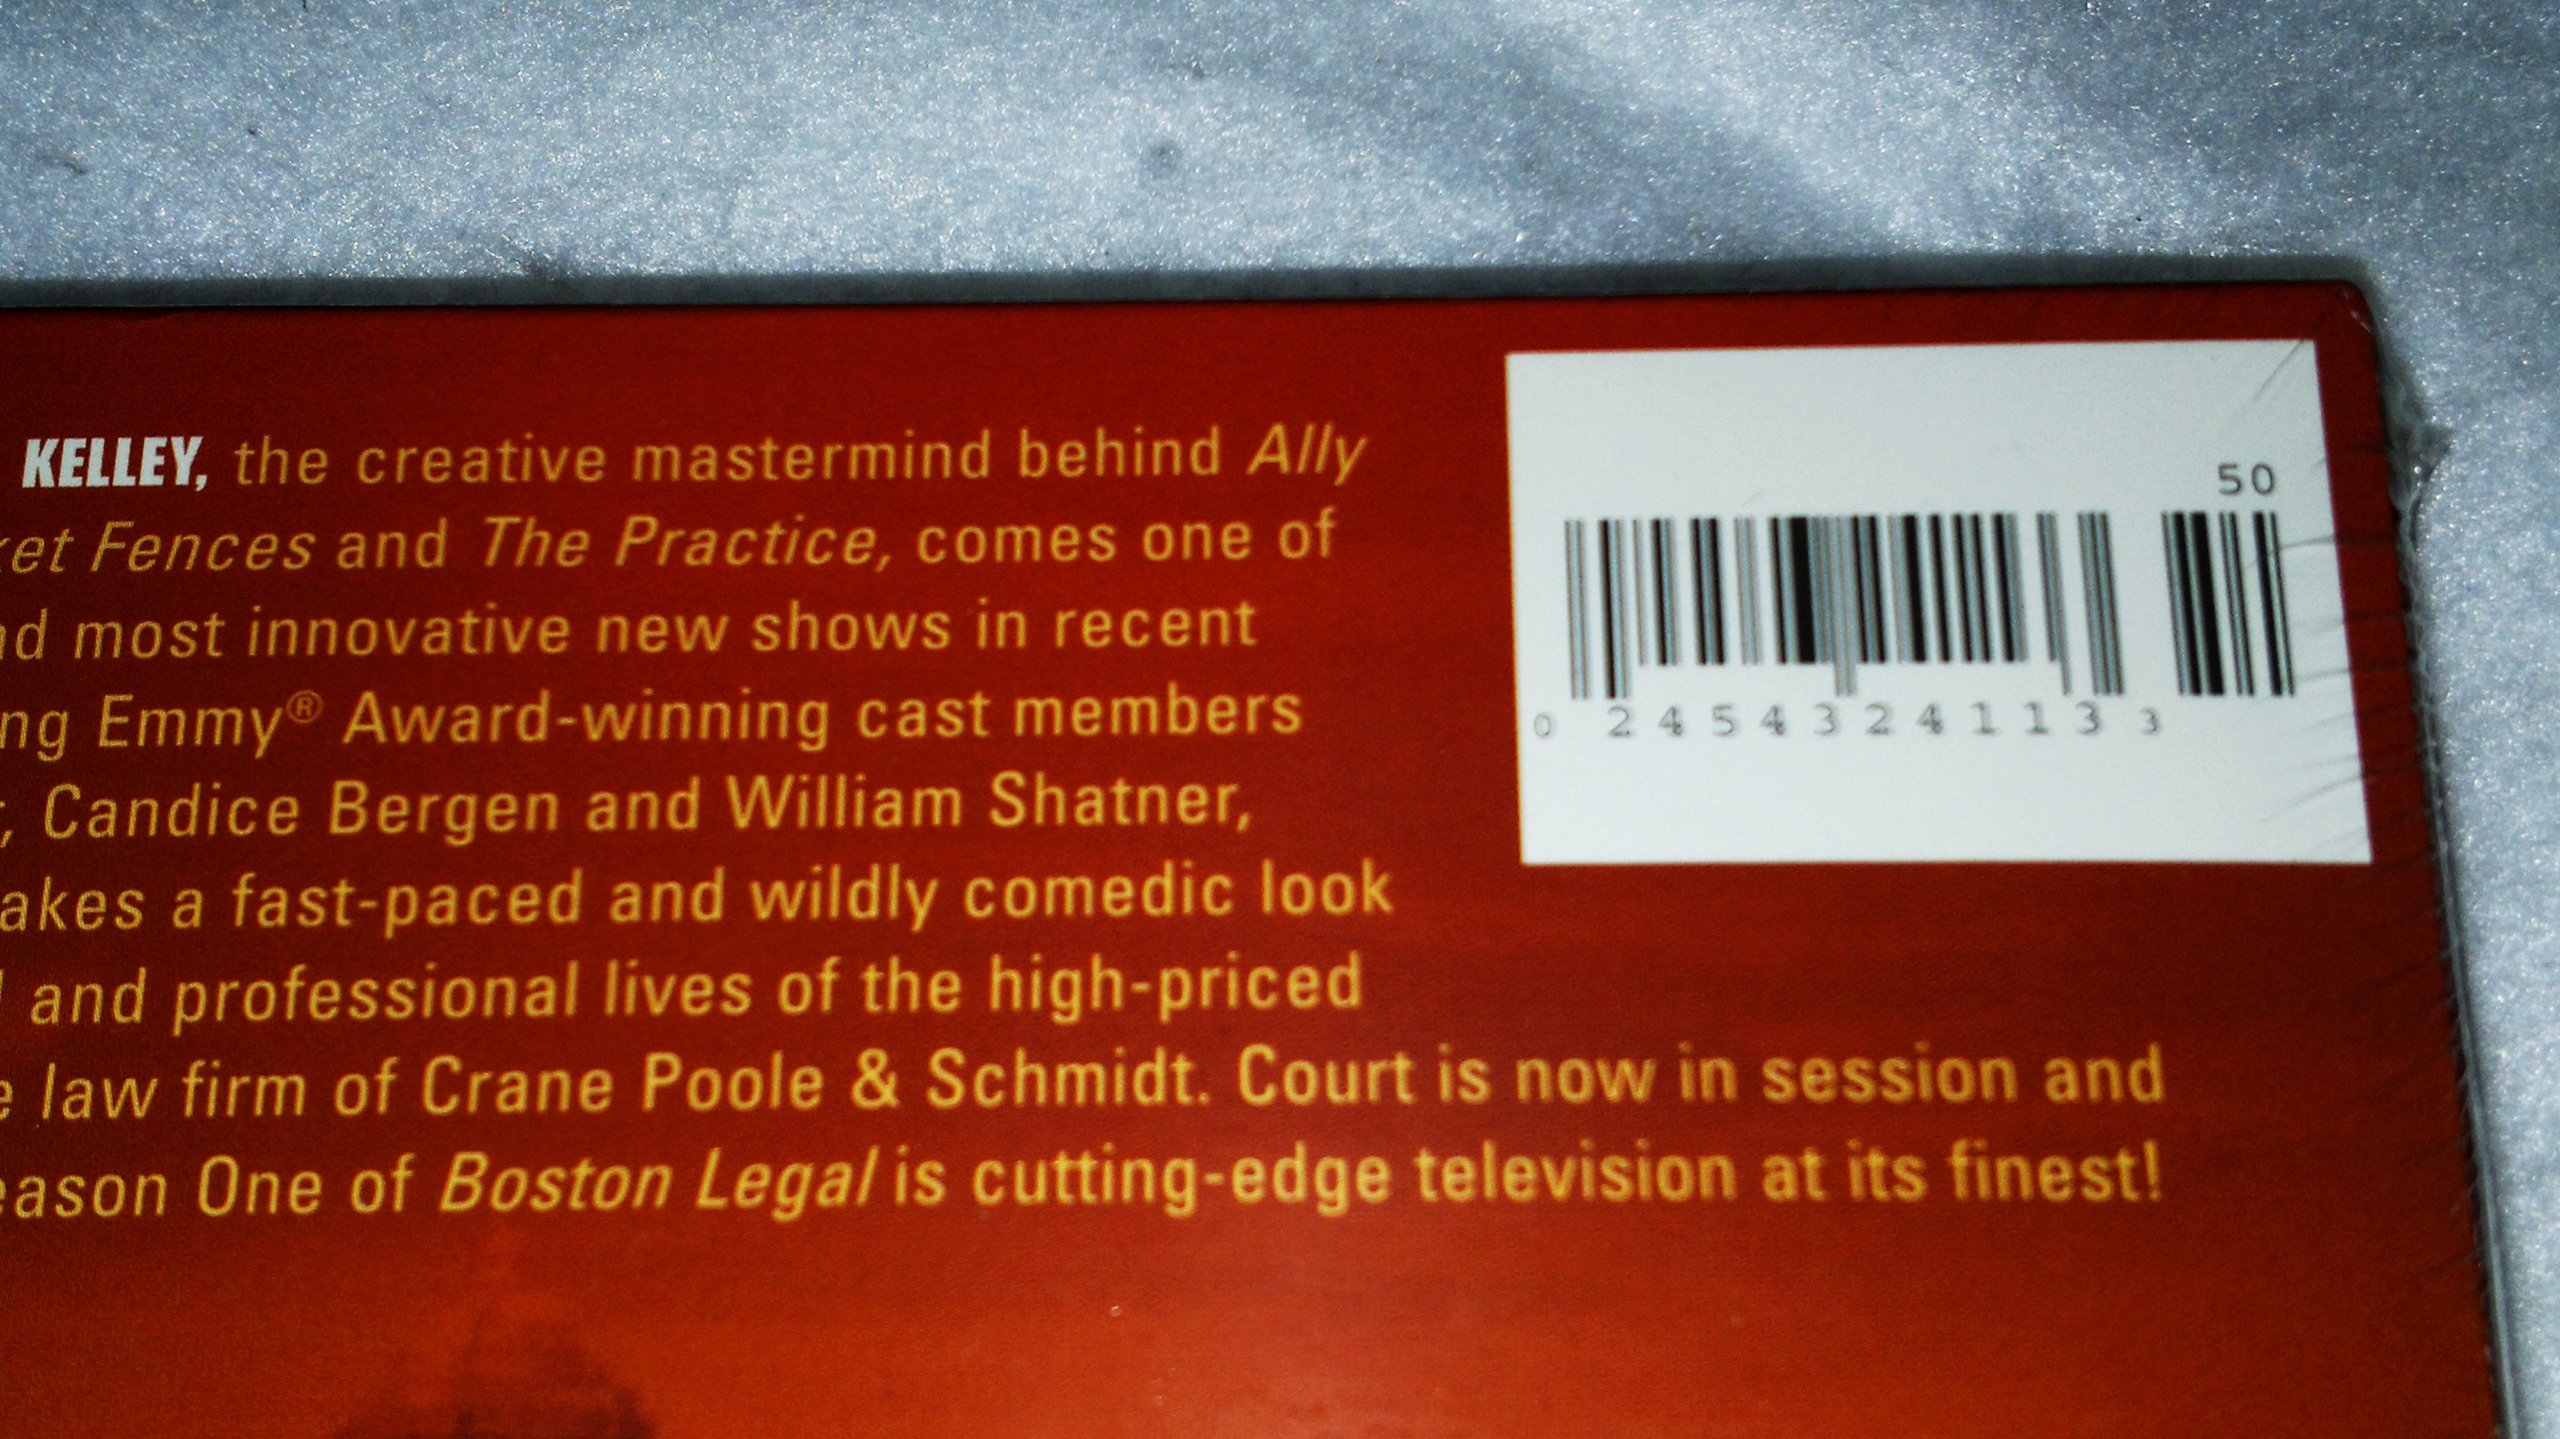 KELLEY, the creative mastermind behind Ally
ket Fences and The Practice, comes one of
nd most innovative new shows in recent
ng Emmy® Award-winning cast members
, Candice Bergen and William Shatner,
akes a fast-paced and wildly comedic look
and professional lives of the high-priced
e law firm of Crane Poole & Schmidt. Court is now in session and
eason One of Boston Legal is cutting-edge television at its finest!
50
0 24543 24113 3